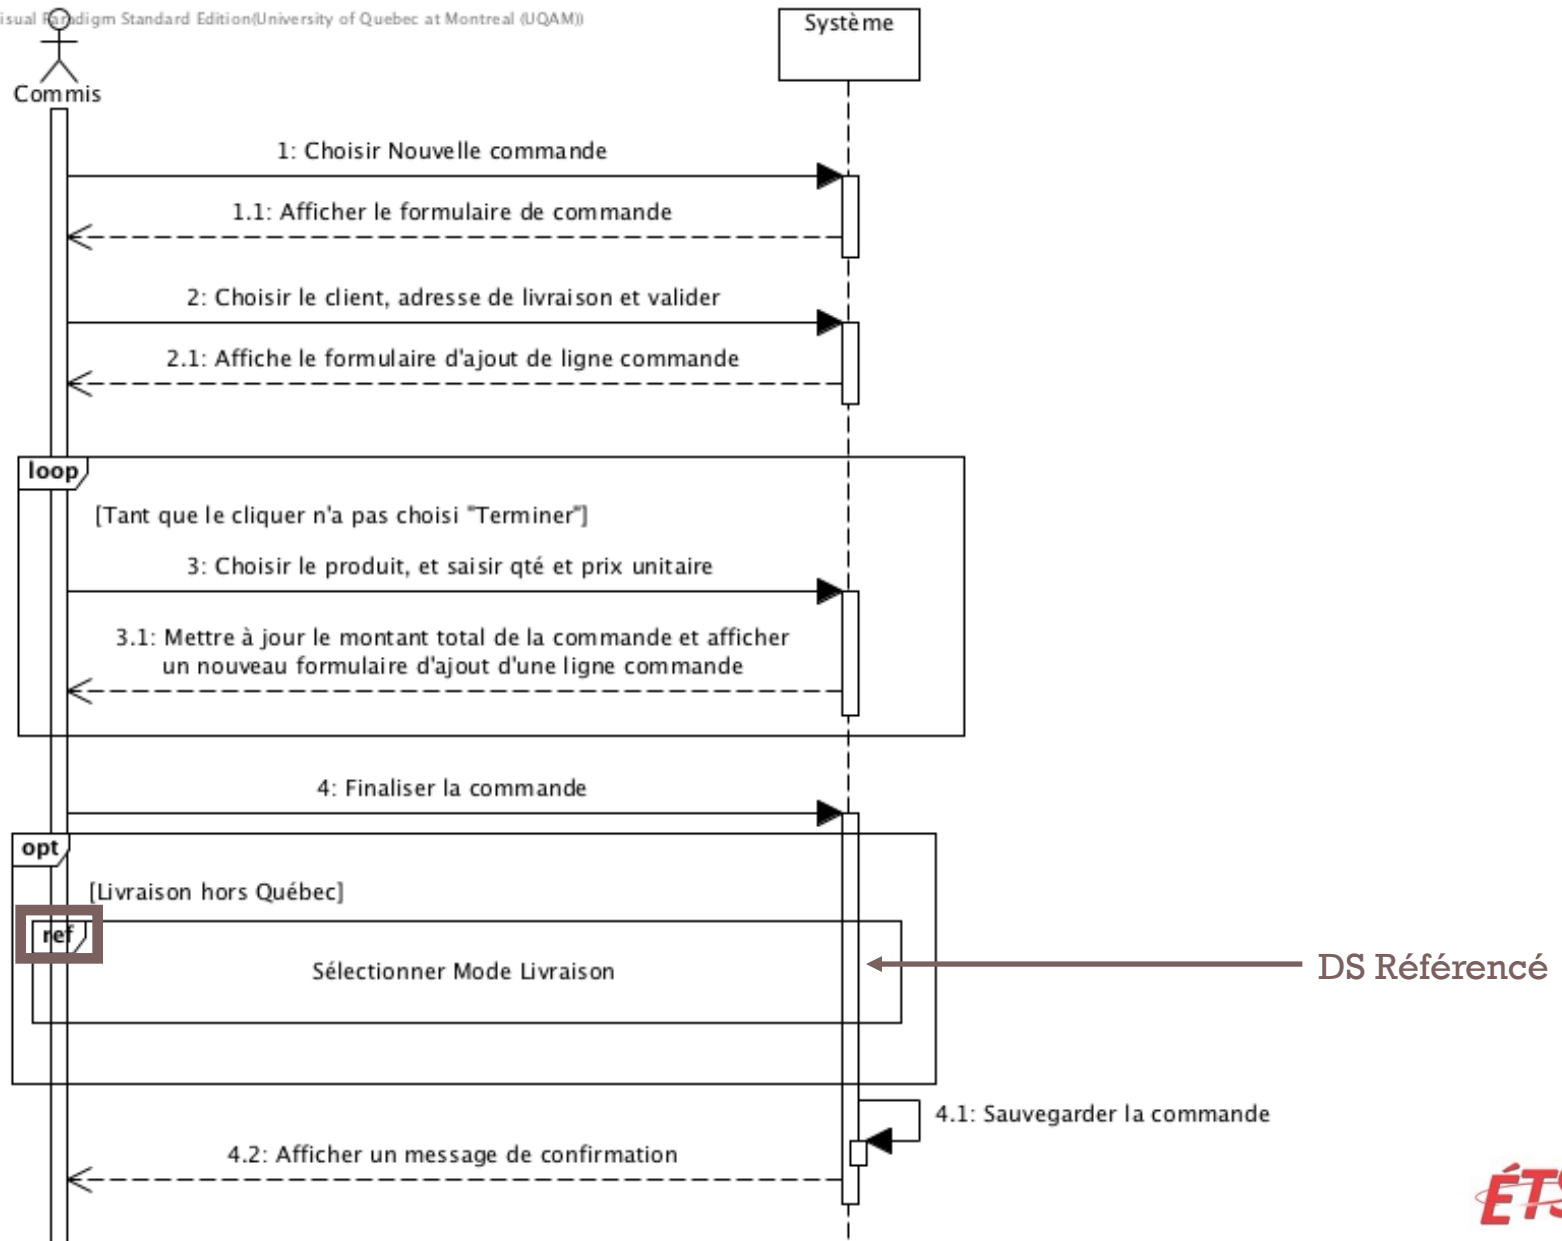 isual Paradigm Standard Edition(University of Quebec at Montreal (UQAM))
Système
Commis
1: Choisir Nouvelle commande
1.1: Afficher le formulaire de commande
2: Choisir le client, adresse de livraison et valider
2.1: Affiche le formulaire d'ajout de ligne commande
loop
[Tant que le cliquer n'a pas choisi "Terminer"]
3: Choisir le produit, et saisir qté et prix unitaire
3.1: Mettre à jour le montant total de la commande et afficher
un nouveau formulaire d'ajout d'une ligne commande
4: Finaliser la commande
opt
[Livraison hors Québec]
ref
Sélectionner Mode Livraison
DS Référencé
4.1: Sauvegarder la commande
4.2: Afficher un message de confirmation
ÉTS